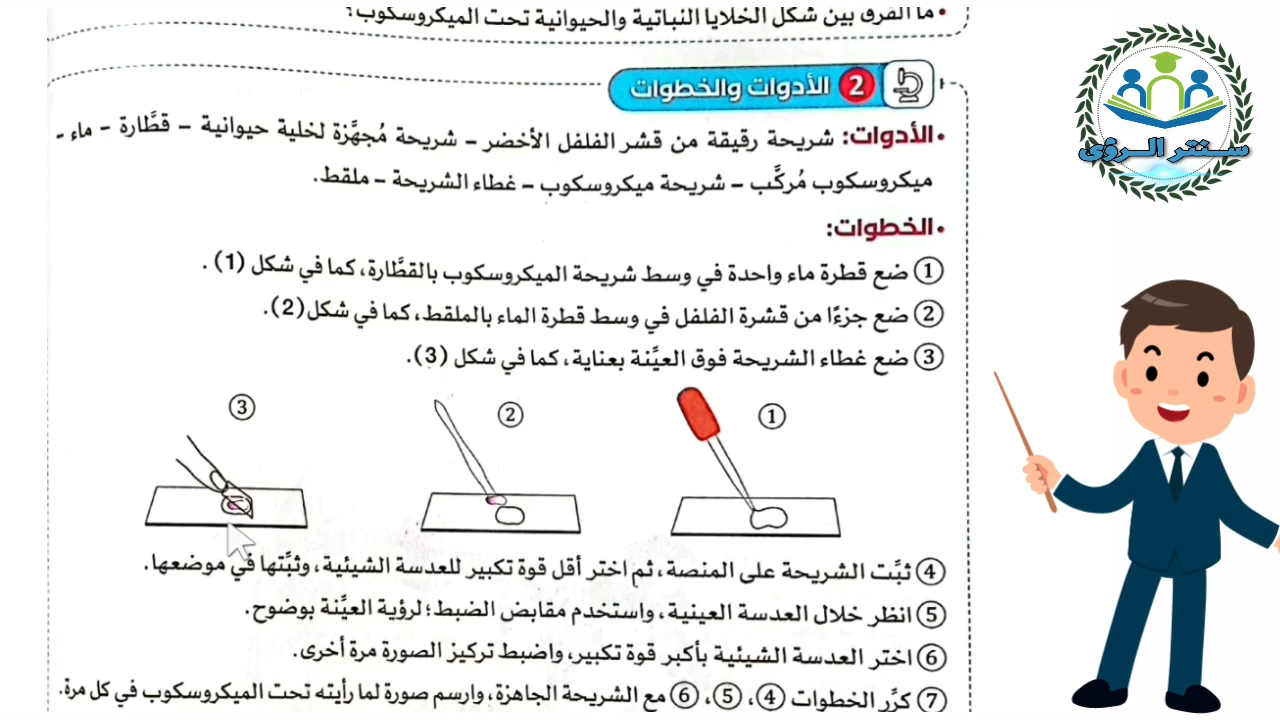 • ما الفرق بين شكل الخلايا النباتية والحيوانية تحت الميكروسكوب؟
2 الأدوات والخطوات
• الأدوات: شريحة رقيقة من قشر الفلفل الأخضر – شريحة مُجهَّزة لخلية حيوانية – قطَّارة – ماء –
ميكروسكوب مُركَّب – شريحة ميكروسكوب – غطاء الشريحة – ملقط.
• الخطوات:
① ضع قطرة ماء واحدة في وسط شريحة الميكروسكوب بالقطَّارة، كما في شكل (1) .
② ضع جزءًا من قشرة الفلفل في وسط قطرة الماء بالملقط، كما في شكل(2).
③ ضع غطاء الشريحة فوق العيِّنة بعناية، كما في شكل (3).
① ② ③
④ ثبِّت الشريحة على المنصة، ثم اختر أقل قوة تكبير للعدسة الشيئية، وثبِّتها في موضعها.
⑤ انظر خلال العدسة العينية، واستخدم مقابض الضبط؛ لرؤية العيِّنة بوضوح.
⑥ اختر العدسة الشيئية بأكبر قوة تكبير، واضبط تركيز الصورة مرة أخرى.
⑦ كرِّر الخطوات ④، ⑤، ⑥ مع الشريحة الجاهزة، وارسم صورة لما رأيته تحت الميكروسكوب في كل مرة.
سنتر الرؤى